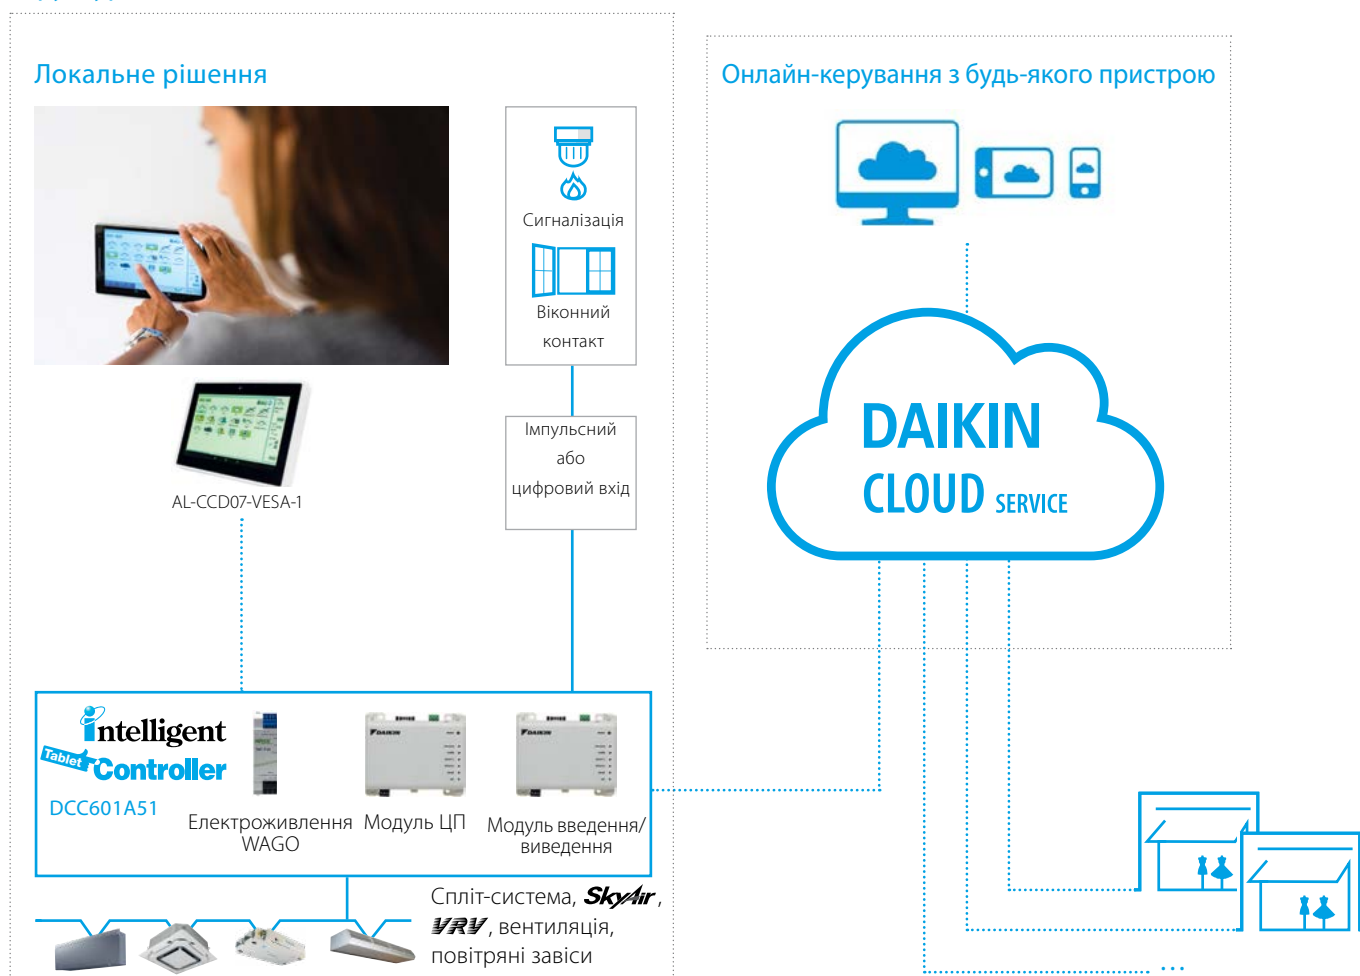 Локальне рішення
Сигналізація
Віконний
контакт
Імпульсний
або
цифровий вхід
AL-CCD07-VESA-1
intelligent
Tablet Controller
DCC601A51
Електроживлення
WAGO
DAIKIN
Модуль ЦП
DAIKIN
Модуль введення/
виведення
Спліт-система, SkyAir,
VRV, вентиляція,
повітряні завіси
Онлайн-керування з будь-якого пристрою
DAIKIN
CLOUD SERVICE
...